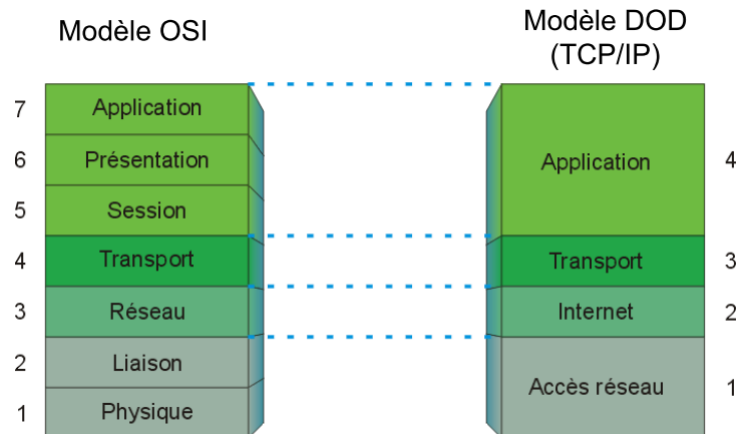 Modèle OSI
7 Application
6 Présentation
5 Session
4 Transport
3 Réseau
2 Liaison
1 Physique
Modèle DOD
(TCP/IP)
Application 4
Transport 3
Internet 2
Accès réseau 1